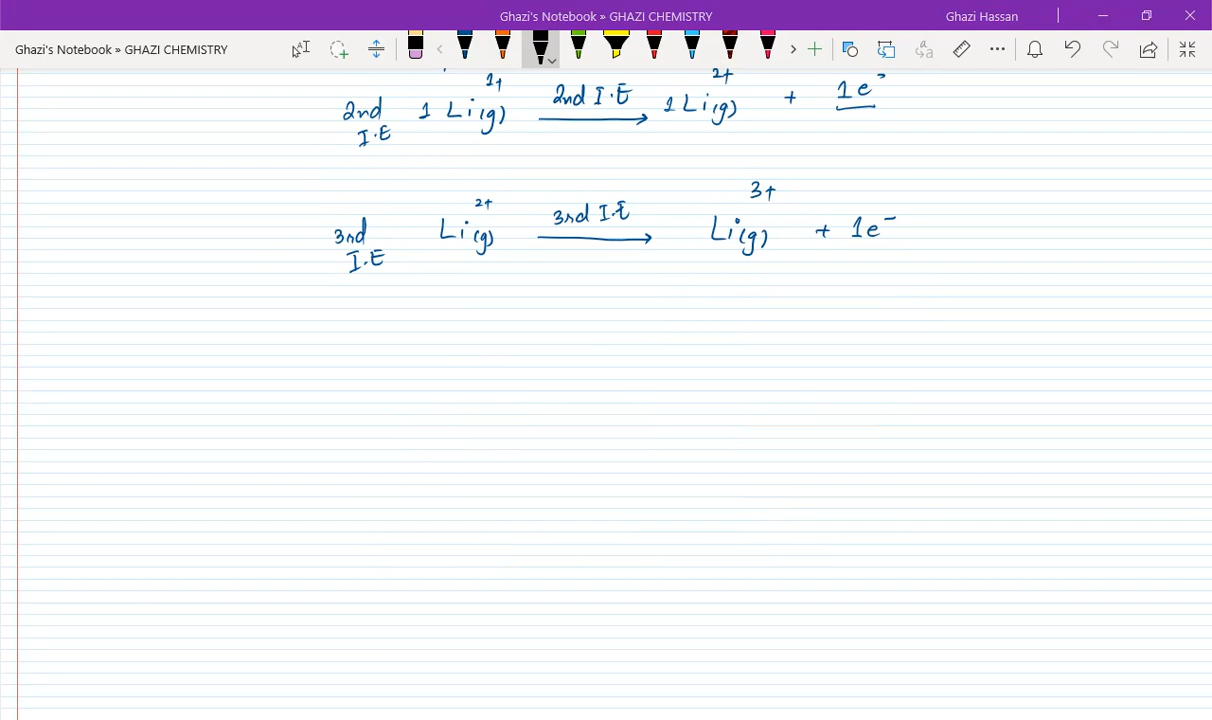 Ghazi's Notebook » GHAZI CHEMISTRY
Ghazi Hassan
Ghazi's Notebook » GHAZI CHEMISTRY
2nd I.E 1 Li(g)¹⁺ 2nd I.E → 1 Li(g)²⁺ + 1e⁻
3rd I.E Li(g)²⁺ 3rd I.E → Li(g)³⁺ + 1e⁻